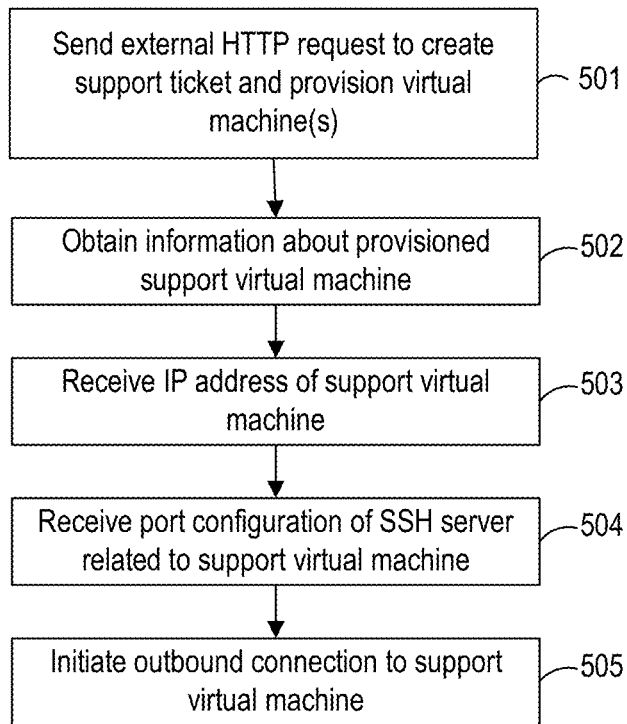 Send external HTTP request to create
support ticket and provision virtual
machine(s)
501
Obtain information about provisioned
support virtual machine
502
Receive IP address of support virtual
machine
503
Receive port configuration of SSH server
related to support virtual machine
504
Initiate outbound connection to support
virtual machine
505